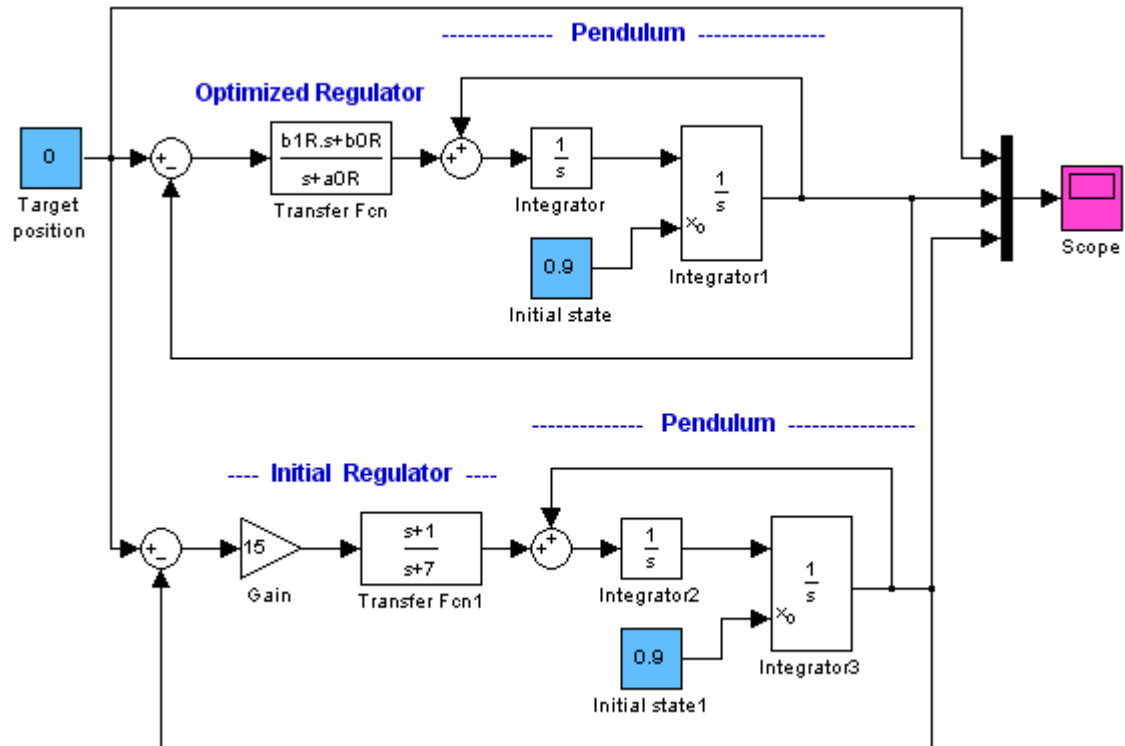 ------------- Pendulum -------------
Optimized Regulator
0
Target
position
+
−
b1R.s+b0R
s+a0R
Transfer Fcn
+
+
1
s
Integrator
1
s
x₀
Integrator1
0.9
Initial state
Scope
------------- Pendulum -------------
---- Initial Regulator ----
+
−
15
Gain
s+1
s+7
Transfer Fcn1
+
+
1
s
Integrator2
1
s
x₀
Integrator3
0.9
Initial state1